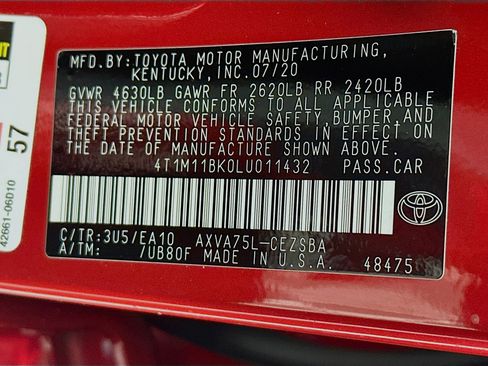 57
42661-06D10
MFD.BY:TOYOTA MOTOR MANUFACTURING,
KENTUCKY,INC.07/20
GVWR 4630LB GAWR FR 2620LB RR 2420LB
THIS VEHICLE CONFORMS TO ALL APPLICABLE
FEDERAL MOTOR VEHICLE SAFETY,BUMPER,AND
THEFT PREVENTION STANDARDS IN EFFECT ON
THE DATE OF MANUFACTURE SHOWN ABOVE.
4T1M11BK0LU011432 PASS.CAR
C/TR:3U5/EA10 AXVA75L-CEZSBA
A/TM: /UB80F MADE IN U.S.A. 48475